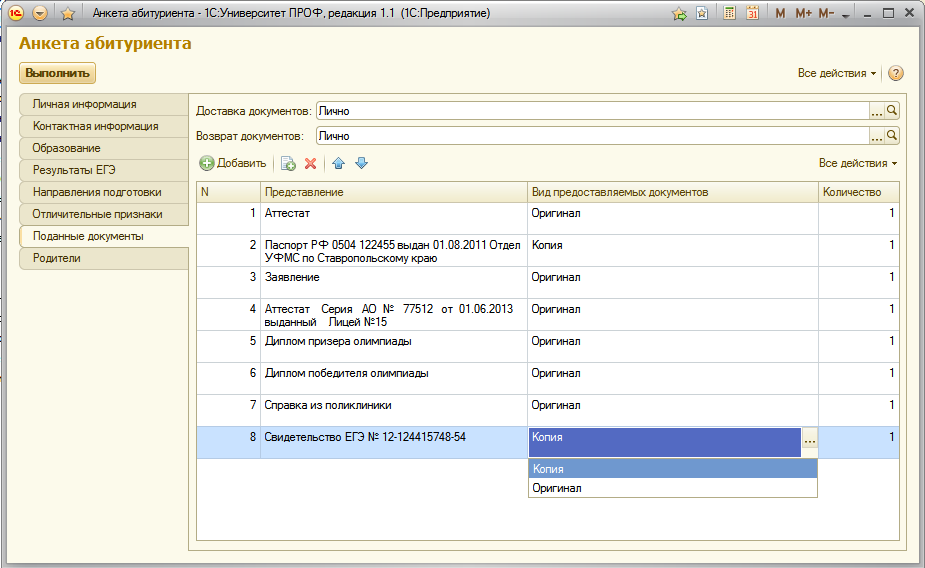 Анкета абитуриента - 1С:Университет ПРОФ, редакция 1.1 (1С:Предприятие)
M M+ M-
Анкета абитуриента
Выполнить
Все действия
Личная информация
Контактная информация
Образование
Результаты ЕГЭ
Направления подготовки
Отличительные признаки
Поданные документы
Родители
Доставка документов: Лично
Возврат документов: Лично
Добавить
Все действия
N Представление Вид предоставляемых документов Количество
1 Аттестат Оригинал 1
2 Паспорт РФ 0504 122455 выдан 01.08.2011 Отдел Копия 1
УФМС по Ставропольскому краю
3 Заявление Оригинал 1
4 Аттестат Серия АО № 77512 от 01.06.2013 Оригинал 1
выданный Лицей №15
5 Диплом призера олимпиады Оригинал 1
6 Диплом победителя олимпиады Оригинал 1
7 Справка из поликлиники Оригинал 1
8 Свидетельство ЕГЭ № 12-124415748-54 Копия ... 1
Копия
Оригинал